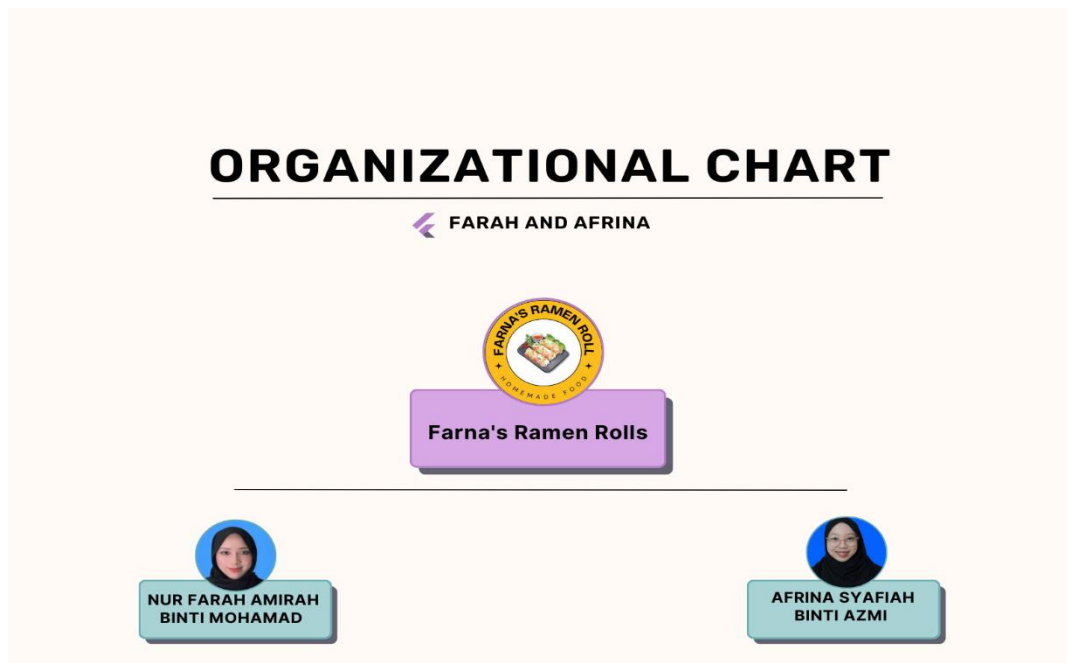 ORGANIZATIONAL CHART
FARAH AND AFRINA
FARNA'S RAMEN ROLL
HOMEMADE FOOD
Farna's Ramen Rolls
NUR FARAH AMIRAH
BINTI MOHAMAD
AFRINA SYAFIAH
BINTI AZMI